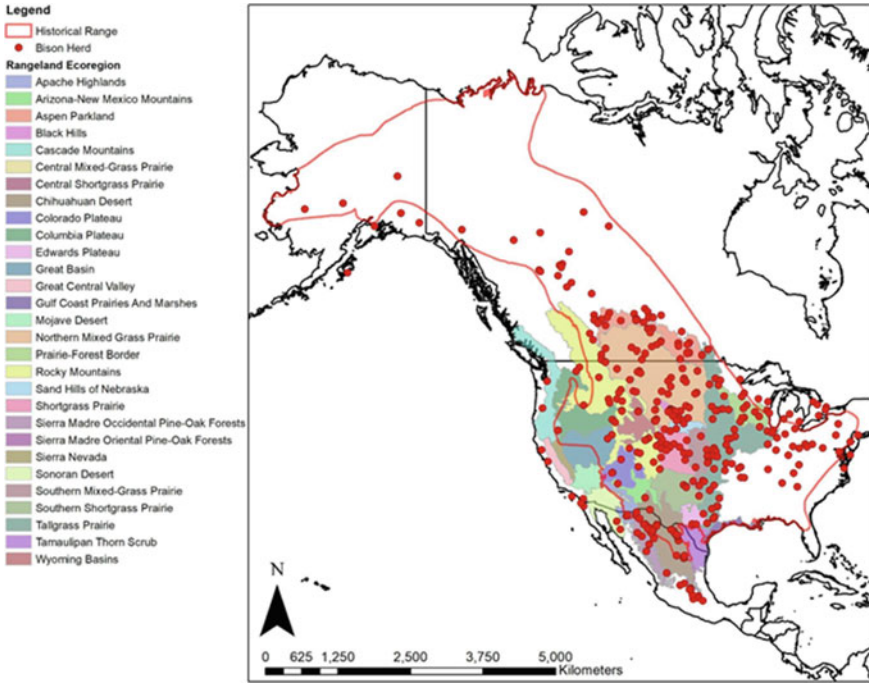 Legend
Historical Range
Bison Herd
Rangeland Ecoregion
Apache Highlands
Arizona-New Mexico Mountains
Aspen Parkland
Black Hills
Cascade Mountains
Central Mixed-Grass Prairie
Central Shortgrass Prairie
Chihuahuan Desert
Colorado Plateau
Columbia Plateau
Edwards Plateau
Great Basin
Great Central Valley
Gulf Coast Prairies And Marshes
Mojave Desert
Northern Mixed Grass Prairie
Prairie-Forest Border
Rocky Mountains
Sand Hills of Nebraska
Shortgrass Prairie
Sierra Madre Occidental Pine-Oak Forests
Sierra Madre Oriental Pine-Oak Forests
Sierra Nevada
Sonoran Desert
Southern Mixed-Grass Prairie
Southern Shortgrass Prairie
Tallgrass Prairie
Tamaulipan Thorn Scrub
Wyoming Basins
N
0 625 1,250 2,500 3,750 5,000
Kilometers